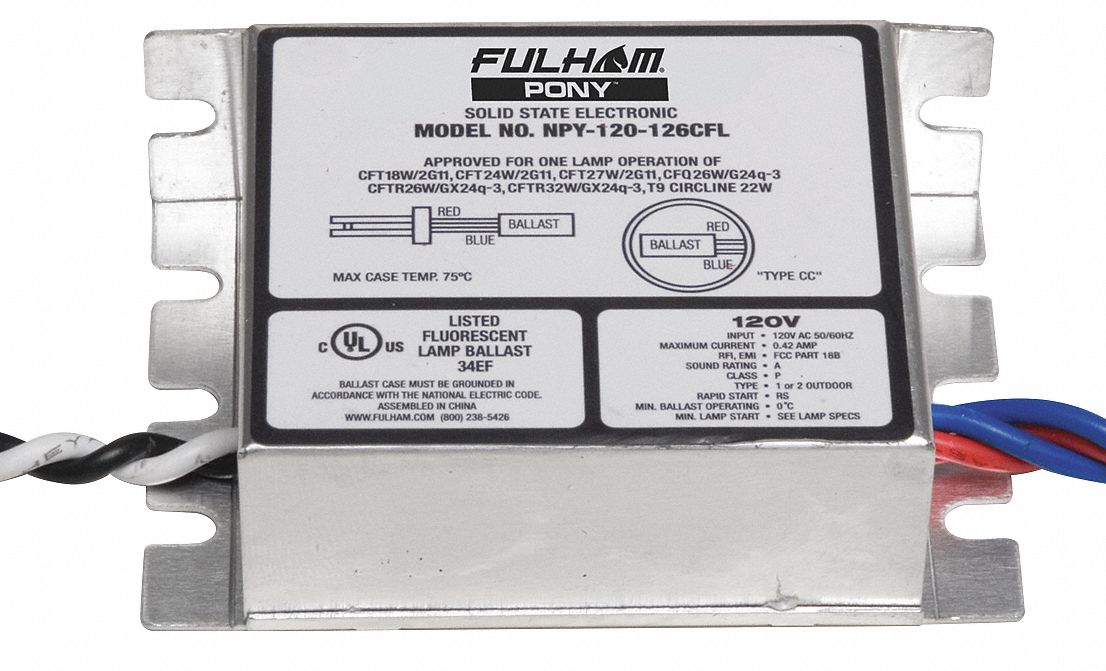 FULHAM®
PONY™
SOLID STATE ELECTRONIC
MODEL NO. NPY-120-126CFL
APPROVED FOR ONE LAMP OPERATION OF
CFT18W/2G11, CFT24W/2G11, CFT27W/2G11, CFQ26W/G24q-3
CFTR26W/GX24q-3, CFTR32W/GX24q-3, T9 CIRCLINE 22W
RED
BALLAST
BLUE
RED
BALLAST
BLUE
MAX CASE TEMP. 75°C
"TYPE CC"
C UL US
LISTED
FLUORESCENT
LAMP BALLAST
34EF
BALLAST CASE MUST BE GROUNDED IN
ACCORDANCE WITH THE NATIONAL ELECTRIC CODE.
ASSEMBLED IN CHINA
WWW.FULHAM.COM (800) 238-5426
120V
INPUT • 120V AC 50/60HZ
MAXIMUM CURRENT • 0.42 AMP
RFI, EMI • FCC PART 18B
SOUND RATING • A
CLASS • P
TYPE • 1 or 2 OUTDOOR
RAPID START • RS
MIN. BALLAST OPERATING • 0°C
MIN. LAMP START • SEE LAMP SPECS